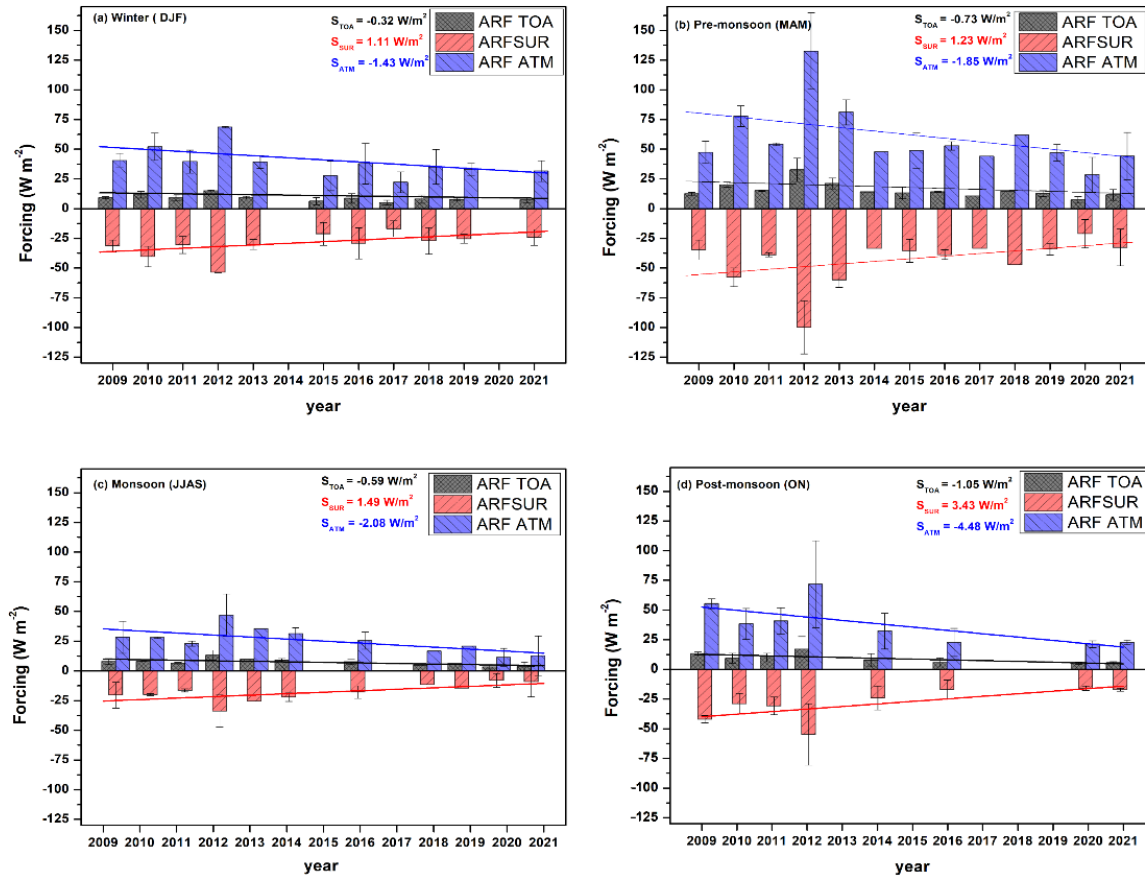 (a) Winter ( DJF)
S_TOA = -0.32 W/m²
S_SUR = 1.11 W/m²
S_ATM = -1.43 W/m²
ARF TOA
ARFSUR
ARF ATM
Forcing (W m⁻²)
150
125
100
75
50
25
0
-25
-50
-75
-100
-125
2009 2010 2011 2012 2013 2014 2015 2016 2017 2018 2019 2020 2021
year
(b) Pre-monsoon (MAM)
S_TOA = -0.73 W/m²
S_SUR = 1.23 W/m²
S_ATM = -1.85 W/m²
ARF TOA
ARFSUR
ARF ATM
Forcing (W m⁻²)
150
125
100
75
50
25
0
-25
-50
-75
-100
-125
2009 2010 2011 2012 2013 2014 2015 2016 2017 2018 2019 2020 2021
year
(c) Monsoon (JJAS)
S_TOA = -0.59 W/m²
S_SUR = 1.49 W/m²
S_ATM = -2.08 W/m²
ARF TOA
ARFSUR
ARF ATM
Forcing (W m⁻²)
150
125
100
75
50
25
0
-25
-50
-75
-100
-125
2009 2010 2011 2012 2013 2014 2015 2016 2017 2018 2019 2020 2021
year
(d) Post-monsoon (ON)
S_TOA = -1.05 W/m²
S_SUR = 3.43 W/m²
S_ATM = -4.48 W/m²
ARF TOA
ARFSUR
ARF ATM
Forcing (W m⁻²)
150
125
100
75
50
25
0
-25
-50
-75
-100
-125
2009 2010 2011 2012 2013 2014 2015 2016 2017 2018 2019 2020 2021
year